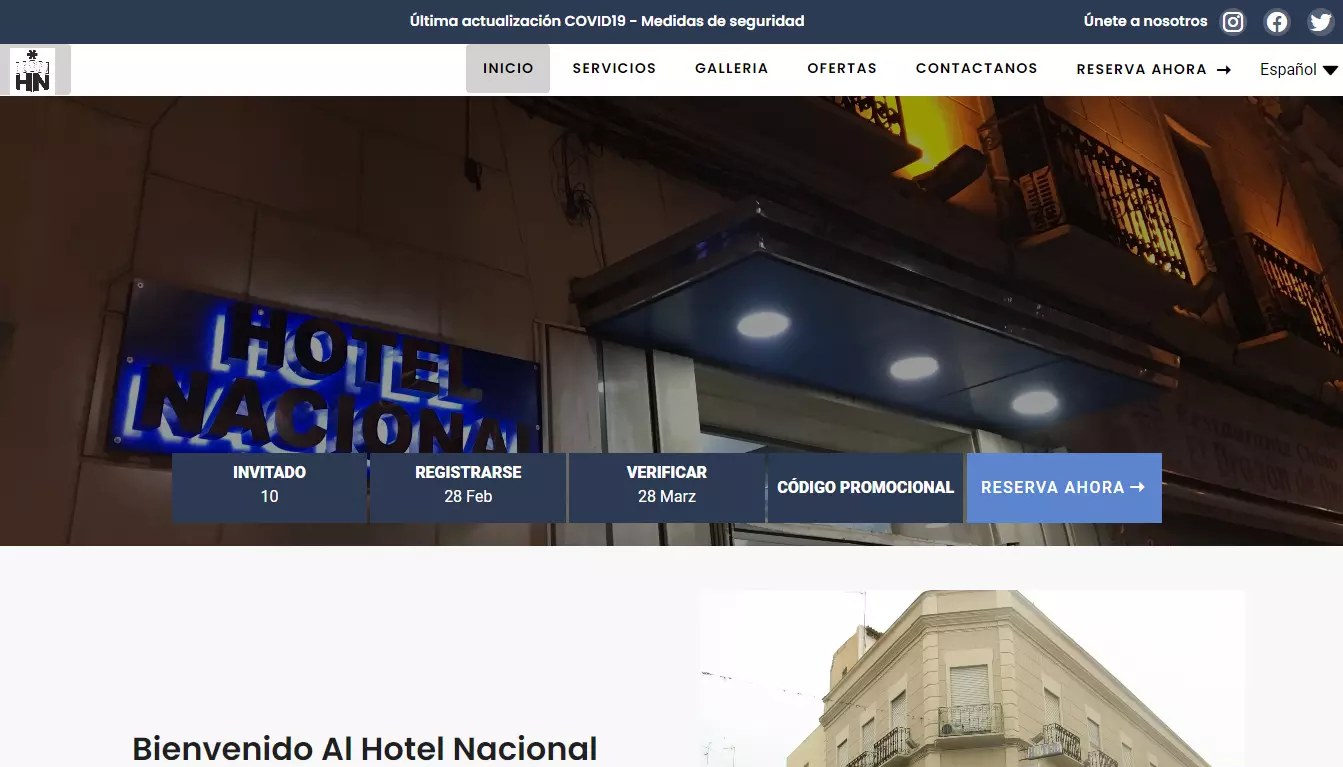 Última actualización COVID19 - Medidas de seguridad
Únete a nosotros
HN
INICIO
SERVICIOS
GALLERIA
OFERTAS
CONTACTANOS
RESERVA AHORA →
Español
HOTEL
NACIONAL
INVITADO
10
REGISTRARSE
28 Feb
VERIFICAR
28 Marz
CÓDIGO PROMOCIONAL
RESERVA AHORA →
Bienvenido Al Hotel Nacional